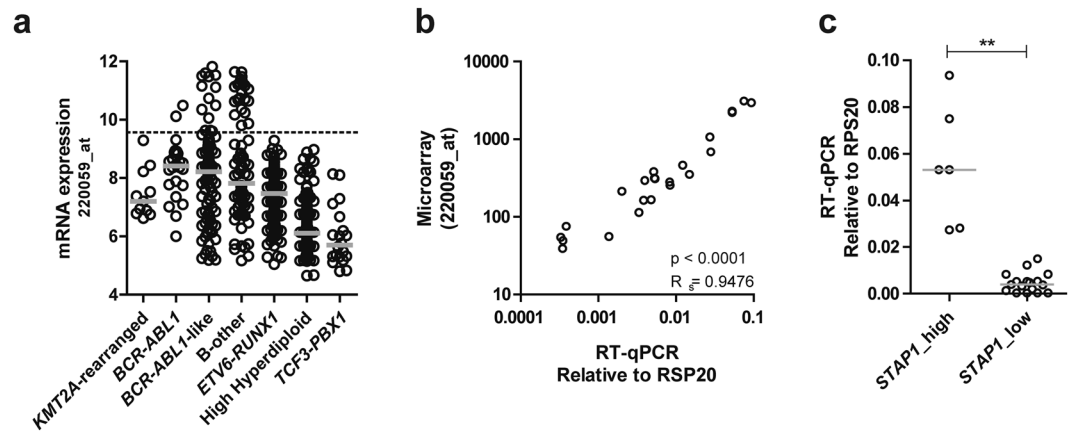 a
mRNA expression
220059_at
12
10
8
6
4
KMT2A-rearranged
BCR-ABL1
BCR-ABL1-like
B-other
ETV6-RUNX1
High Hyperdiploid
TCF3-PBX1
b
Microarray
(220059_at)
10000
1000
100
10
0.0001
0.001
0.01
0.1
p < 0.0001
R s= 0.9476
RT-qPCR
Relative to RSP20
c
**
RT-qPCR
Relative to RPS20
0.10
0.08
0.06
0.04
0.02
0.00
STAP1_high
STAP1_low